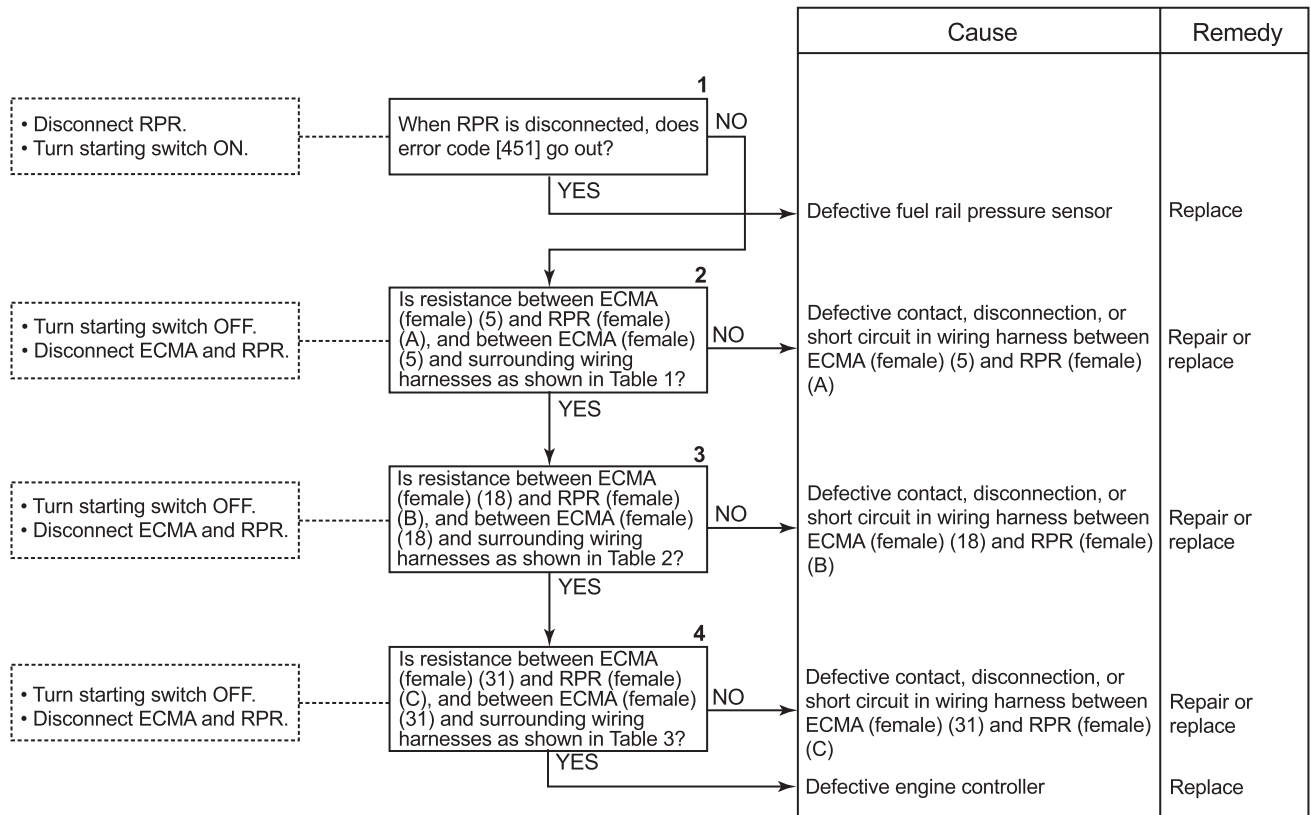 Cause
Remedy
1
• Disconnect RPR.
• Turn starting switch ON.
When RPR is disconnected, does
error code [451] go out?
NO
YES
Defective fuel rail pressure sensor
Replace
2
• Turn starting switch OFF.
• Disconnect ECMA and RPR.
Is resistance between ECMA
(female) (5) and RPR (female)
(A), and between ECMA (female)
(5) and surrounding wiring
harnesses as shown in Table 1?
NO
YES
Defective contact, disconnection, or
short circuit in wiring harness between
ECMA (female) (5) and RPR (female)
(A)
Repair or
replace
3
• Turn starting switch OFF.
• Disconnect ECMA and RPR.
Is resistance between ECMA
(female) (18) and RPR (female)
(B), and between ECMA (female)
(18) and surrounding wiring
harnesses as shown in Table 2?
NO
YES
Defective contact, disconnection, or
short circuit in wiring harness between
ECMA (female) (18) and RPR (female)
(B)
Repair or
replace
4
• Turn starting switch OFF.
• Disconnect ECMA and RPR.
Is resistance between ECMA
(female) (31) and RPR (female)
(C), and between ECMA (female)
(31) and surrounding wiring
harnesses as shown in Table 3?
NO
YES
Defective contact, disconnection, or
short circuit in wiring harness between
ECMA (female) (31) and RPR (female)
(C)
Repair or
replace
Defective engine controller
Replace